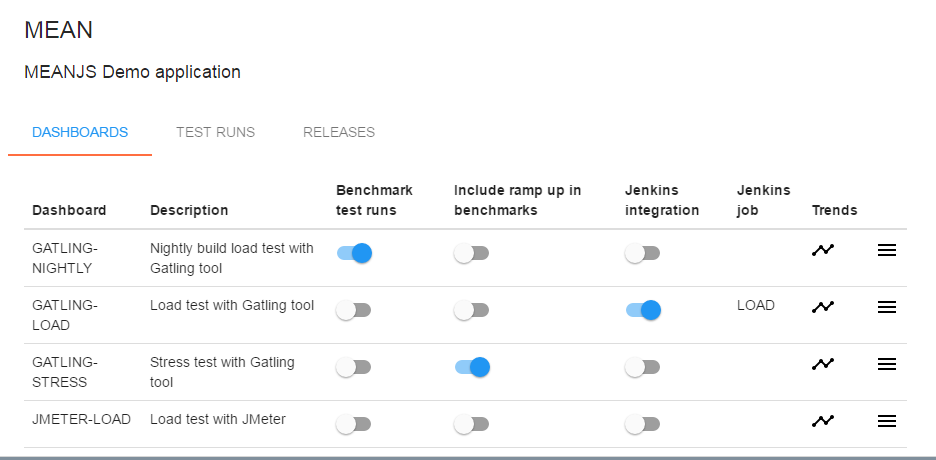 MEAN
MEANJS Demo application
DASHBOARDS TEST RUNS RELEASES
Benchmark Include ramp up in Jenkins Jenkins
Dashboard Description test runs benchmarks integration job Trends
GATLING- Nightly build load test with
NIGHTLY Gatling tool
GATLING- Load test with Gatling tool LOAD
LOAD
GATLING- Stress test with Gatling
STRESS tool
JMETER-LOAD Load test with JMeter